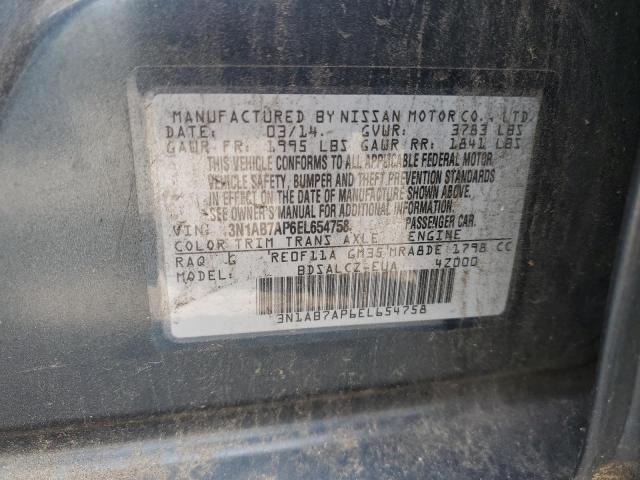 MANUFACTURED BY NISSAN MOTOR CO., LTD.
DATE: 03/14 GVWR: 3783 LBS
GAWR FR: 1995 LBS GAWR RR: 1841 LBS
THIS VEHICLE CONFORMS TO ALL APPLICABLE FEDERAL MOTOR
VEHICLE SAFETY, BUMPER AND THEFT PREVENTION STANDARDS
IN EFFECT ON THE DATE OF MANUFACTURE SHOWN ABOVE.
SEE OWNER'S MANUAL FOR ADDITIONAL INFORMATION.
VIN: 3N1AB7AP6EL654758 PASSENGER CAR.
COLOR TRIM TRANS AXLE ENGINE
RAQ G RE0F11A GM35 MRA8DE 1798 CC
BDSALCZ-EUA 4Z000
3N1AB7AP6EL654758